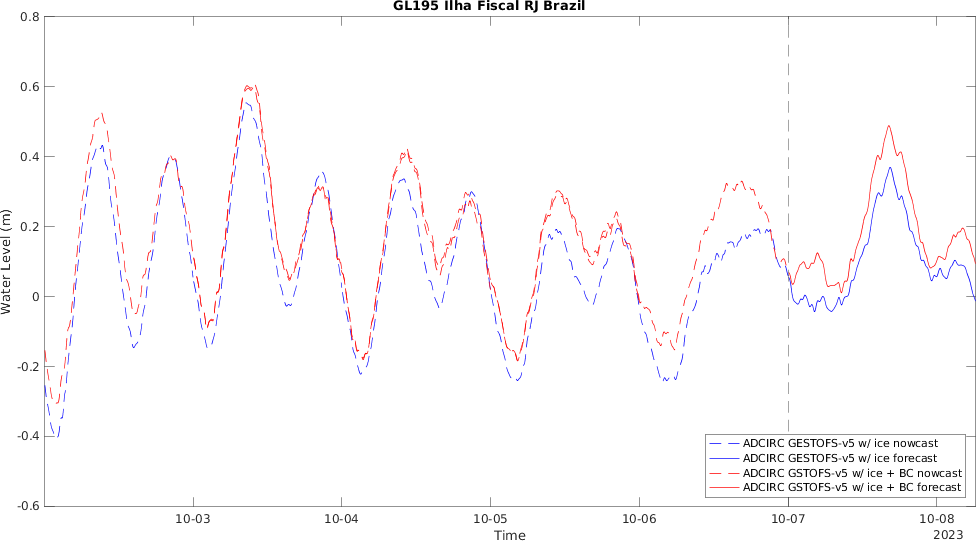 GL195 Ilha Fiscal RJ Brazil
0.8
0.6
0.4
0.2
0
-0.2
-0.4
-0.6
Water Level (m)
ADCIRC GESTOFS-v5 w/ ice nowcast
ADCIRC GESTOFS-v5 w/ ice forecast
ADCIRC GSTOFS-v5 w/ ice + BC nowcast
ADCIRC GSTOFS-v5 w/ ice + BC forecast
10-03 10-04 10-05 10-06 10-07 10-08
Time
2023